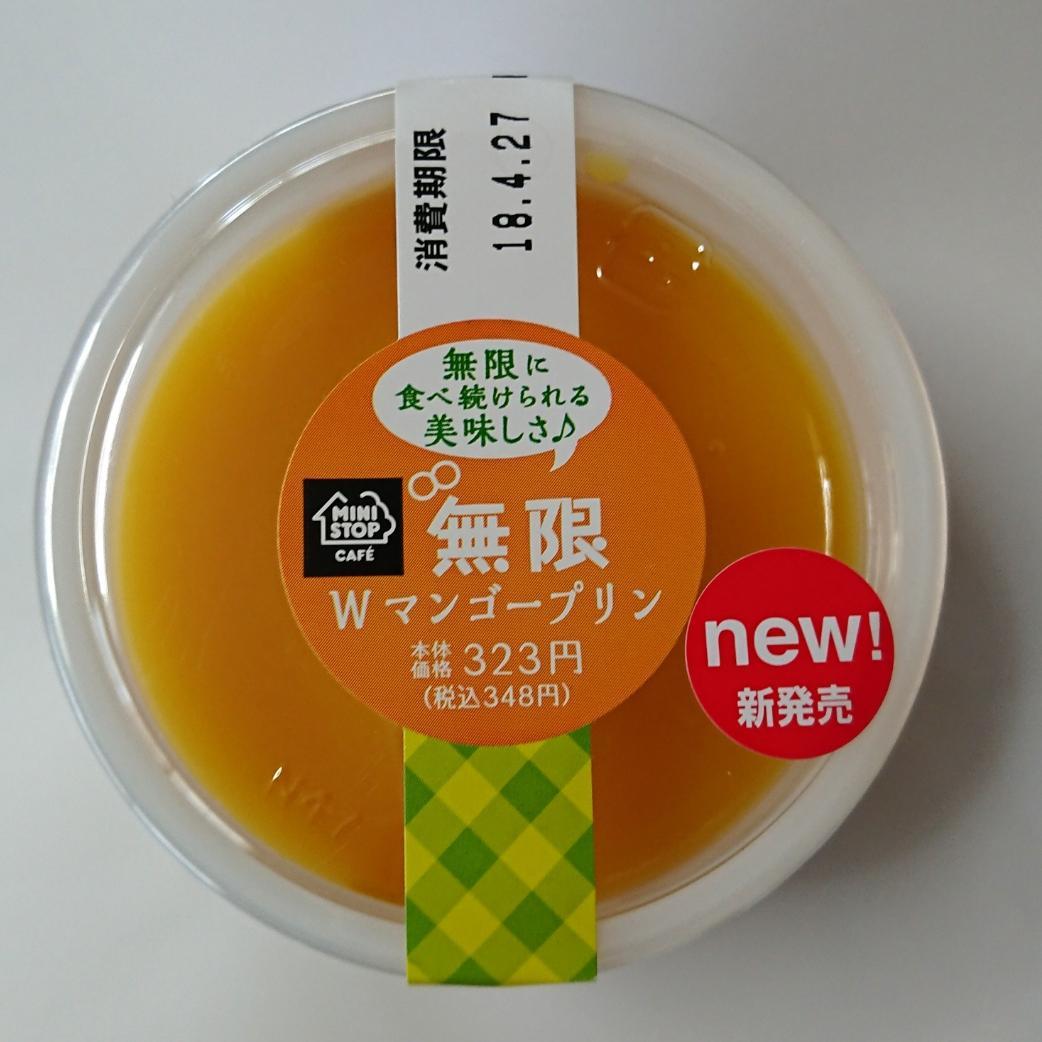 消費期限
18.4.27
無限に
食べ続けられる
美味しさ♪
MINI
STOP
CAFÉ
無限
Wマンゴープリン
本体
価格 323円
(税込348円)
new!
新発売